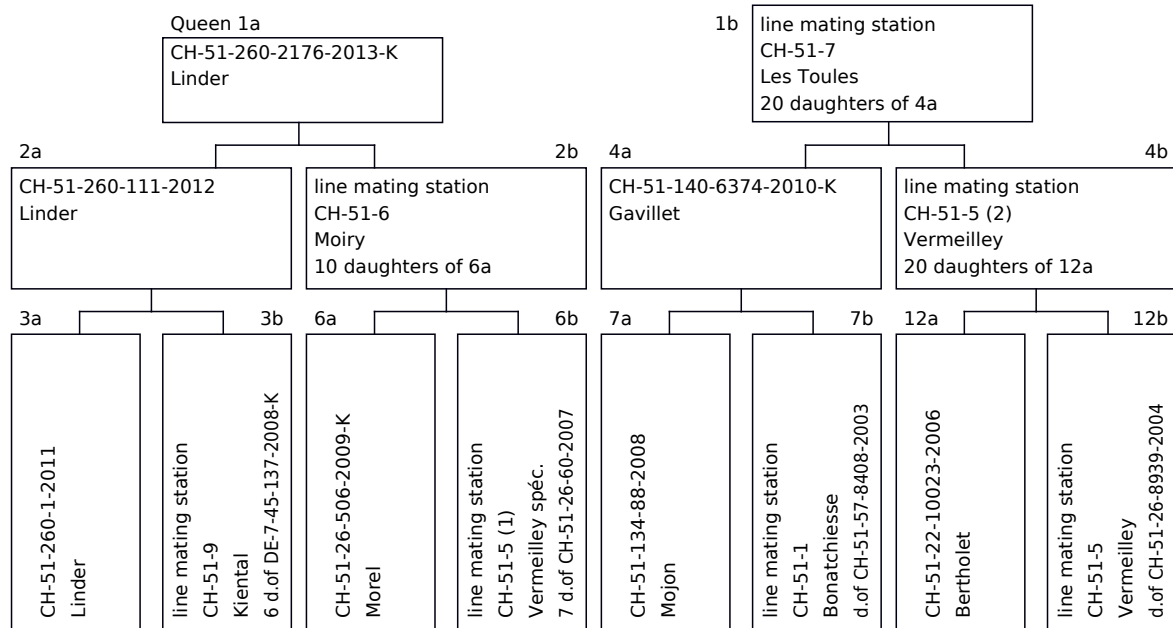 Queen 1a
CH-51-260-2176-2013-K
Linder
1b
line mating station
CH-51-7
Les Toules
20 daughters of 4a
2a
CH-51-260-111-2012
Linder
2b
line mating station
CH-51-6
Moiry
10 daughters of 6a
4a
CH-51-140-6374-2010-K
Gavillet
4b
line mating station
CH-51-5 (2)
Vermeilley
20 daughters of 12a
3a
CH-51-260-1-2011
Linder
3b
line mating station
CH-51-9
Kiental
6 d.of DE-7-45-137-2008-K
6a
CH-51-26-506-2009-K
Morel
6b
line mating station
CH-51-5 (1)
Vermeilley spéc.
7 d.of CH-51-26-60-2007
7a
CH-51-134-88-2008
Mojon
7b
line mating station
CH-51-1
Bonatchiesse
d.of CH-51-57-8408-2003
12a
CH-51-22-10023-2006
Bertholet
12b
line mating station
CH-51-5
Vermeilley
d.of CH-51-26-8939-2004